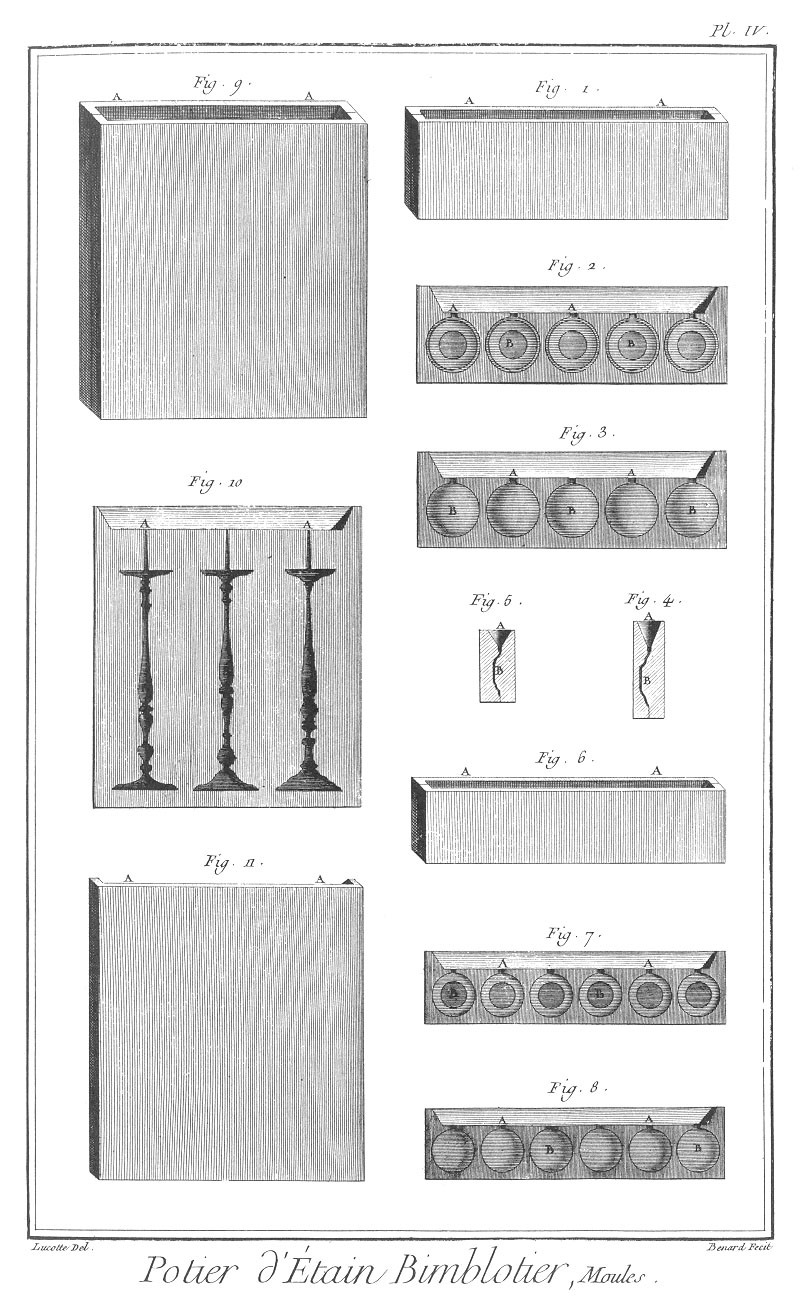 Pl. IV.
Fig. 9.
A A
Fig. 1.
A A
Fig. 2.
A A
B B
Fig. 3.
A A
B B B
Fig. 10
A A
Fig. 5.
A
B
Fig. 4.
A
B
Fig. 6.
A A
Fig. 11.
A A
Fig. 7.
A A
B B
Fig. 8.
A A
B B
Lucotte Del.
Benard Fecit
Potier d'Étain Bimblotier, Moules.